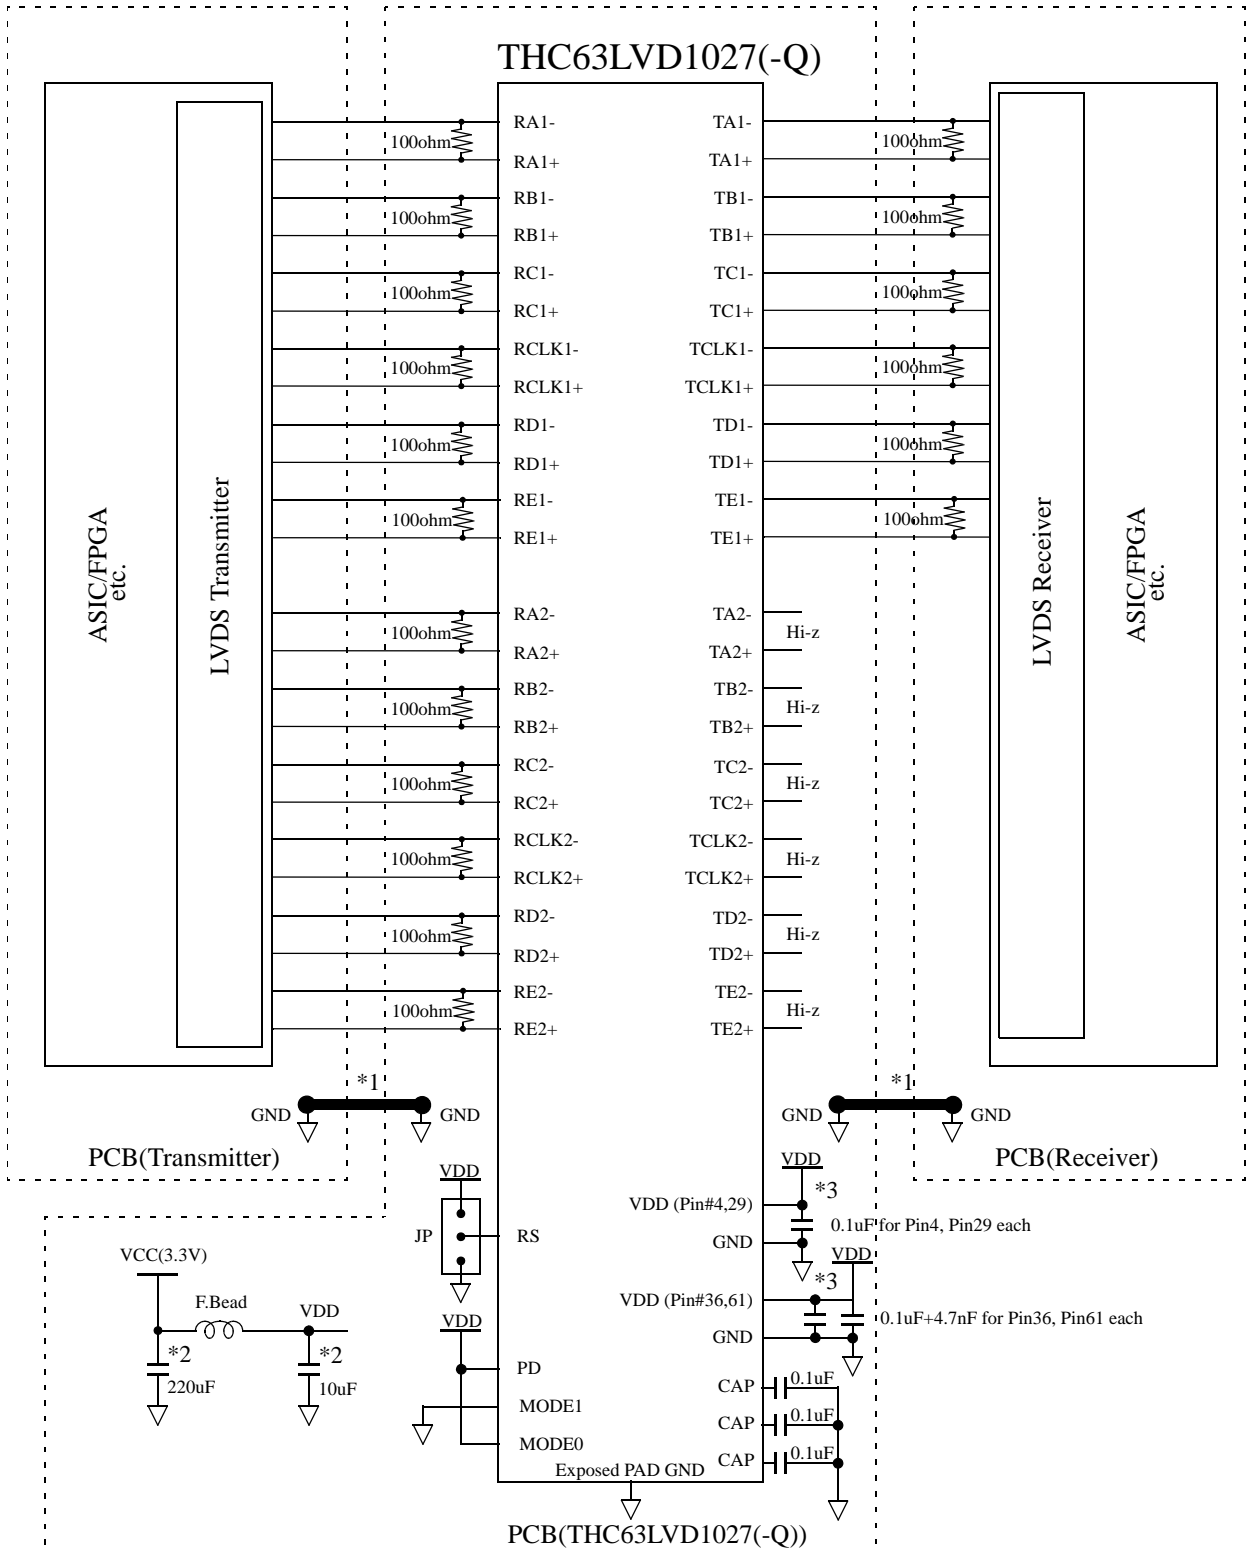 THC63LVD1027(-Q)
ASIC/FPGA
etc.
LVDS Transmitter
100ohm
100ohm
100ohm
100ohm
100ohm
100ohm
100ohm
100ohm
100ohm
100ohm
100ohm
100ohm
RA1-
RA1+
RB1-
RB1+
RC1-
RC1+
RCLK1-
RCLK1+
RD1-
RD1+
RE1-
RE1+
RA2-
RA2+
RB2-
RB2+
RC2-
RC2+
RCLK2-
RCLK2+
RD2-
RD2+
RE2-
RE2+
TA1-
TA1+
TB1-
TB1+
TC1-
TC1+
TCLK1-
TCLK1+
TD1-
TD1+
TE1-
TE1+
TA2-
TA2+
TB2-
TB2+
TC2-
TC2+
TCLK2-
TCLK2+
TD2-
TD2+
TE2-
TE2+
100ohm
100ohm
100ohm
100ohm
100ohm
100ohm
Hi-z
Hi-z
Hi-z
Hi-z
Hi-z
Hi-z
LVDS Receiver
ASIC/FPGA
etc.
*1
GND
GND
PCB(Transmitter)
*1
GND
GND
PCB(Receiver)
VDD
JP
RS
VDD
PD
MODE1
MODE0
VCC(3.3V)
F.Bead
VDD
*2
220uF
*2
10uF
VDD
*3
VDD (Pin#4,29)
0.1uF for Pin4, Pin29 each
GND
VDD
*3
VDD (Pin#36,61)
0.1uF+4.7nF for Pin36, Pin61 each
GND
CAP
0.1uF
CAP
0.1uF
CAP
0.1uF
Exposed PAD GND
PCB(THC63LVD1027(-Q))